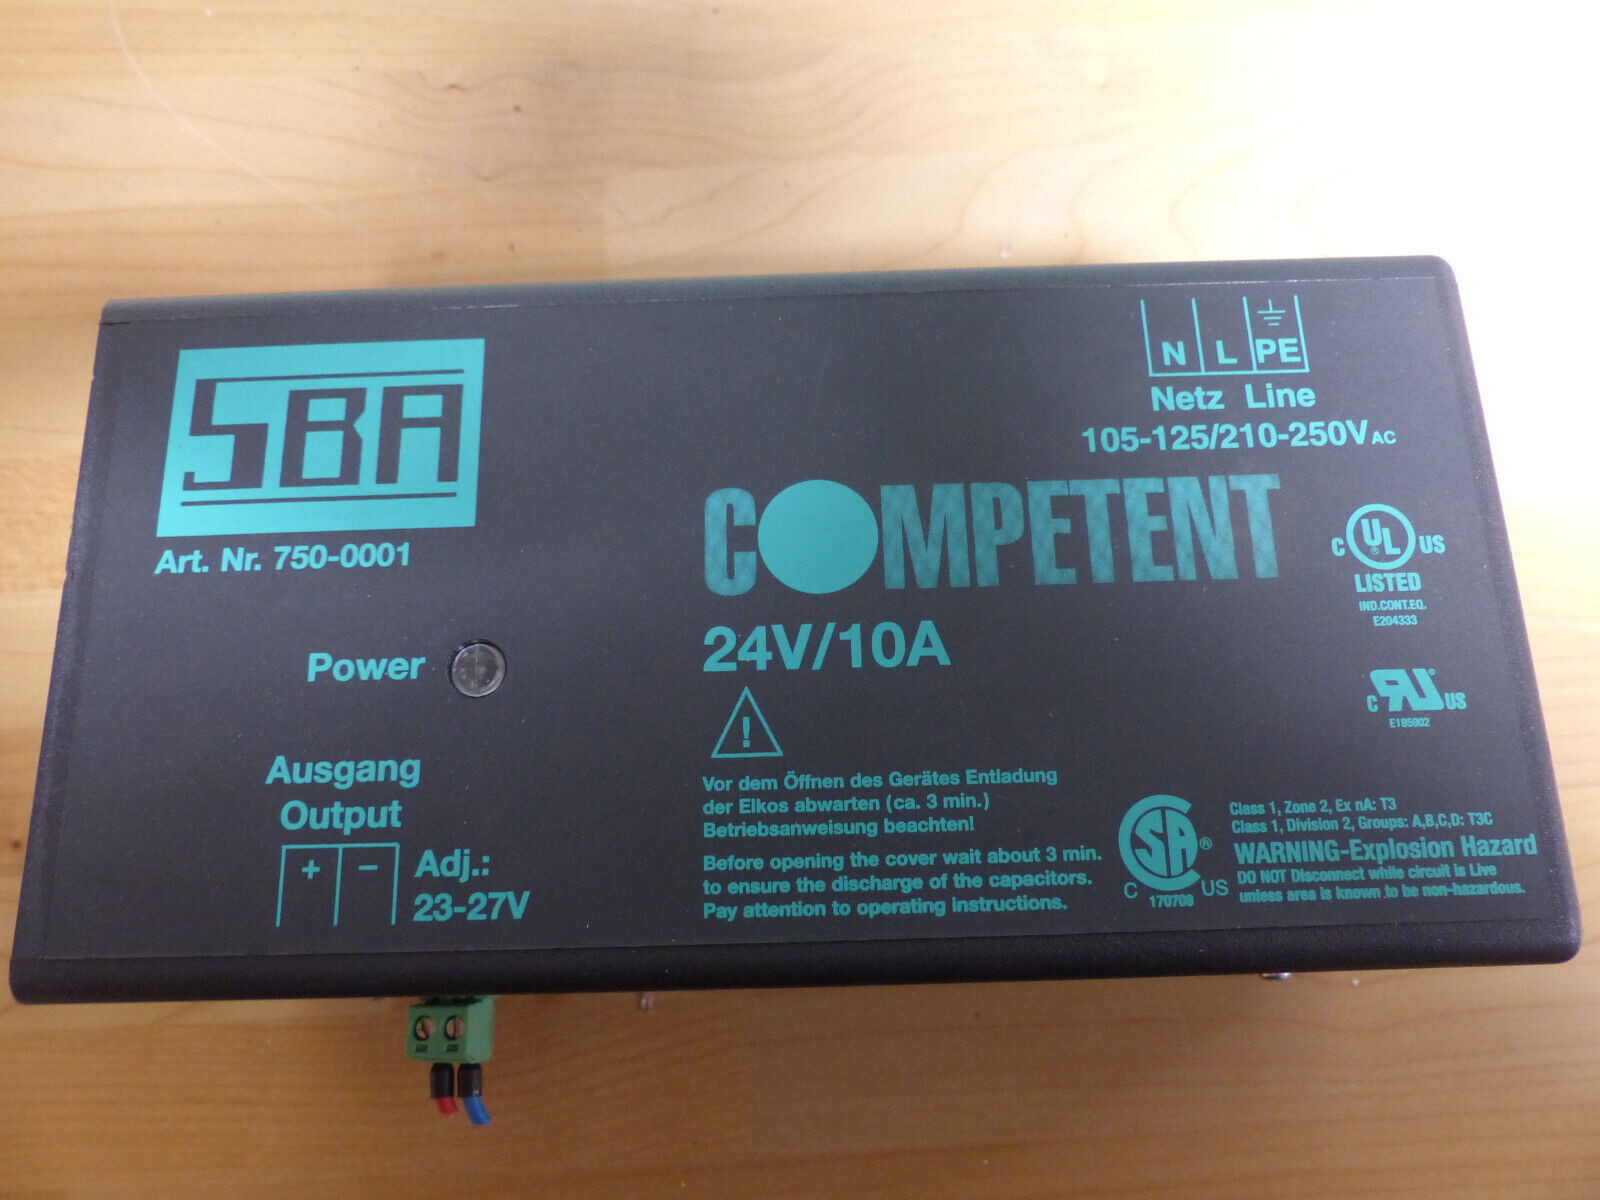 SBA
Art. Nr. 750-0001
Power
Ausgang
Output
+ −
Adj.:
23-27V
N L PE
Netz Line
105-125/210-250VAC
COMPETENT
24V/10A
!
Vor dem Öffnen des Gerätes Entladung
der Elkos abwarten (ca. 3 min.)
Betriebsanweisung beachten!
Before opening the cover wait about 3 min.
to ensure the discharge of the capacitors.
Pay attention to operating instructions.
C UL ® US
LISTED
IND.CONT.EQ.
E204333
C RU ® US
E185902
C SA ® US
170709
Class 1, Zone 2, Ex nA: T3
Class 1, Division 2, Groups: A,B,C,D: T3C
WARNING-Explosion Hazard
DO NOT Disconnect while circuit is Live
unless area is known to be non-hazardous.